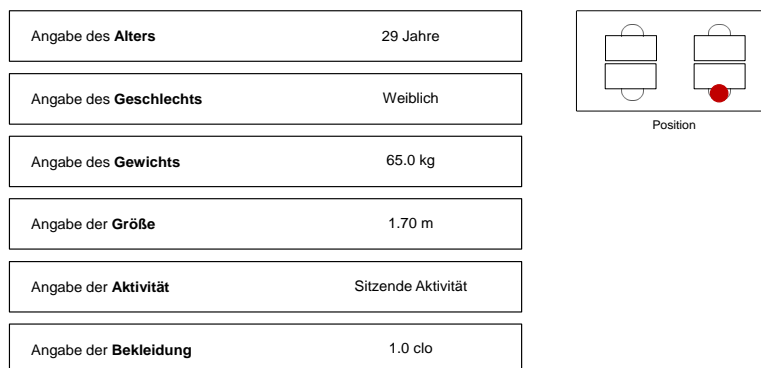 Angabe des Alters 29 Jahre
Angabe des Geschlechts Weiblich
Angabe des Gewichts 65.0 kg
Angabe der Größe 1.70 m
Angabe der Aktivität Sitzende Aktivität
Angabe der Bekleidung 1.0 clo
Position